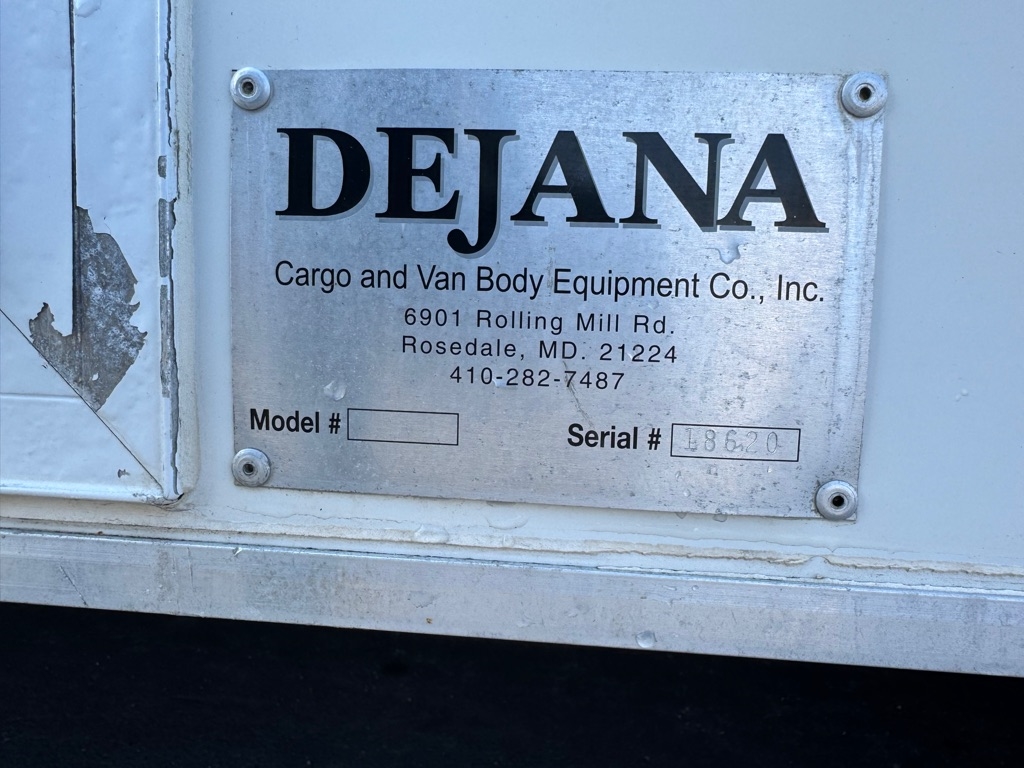 DEJANA
Cargo and Van Body Equipment Co., Inc.
6901 Rolling Mill Rd.
Rosedale, MD. 21224
410-282-7487
Model # Serial # 18620